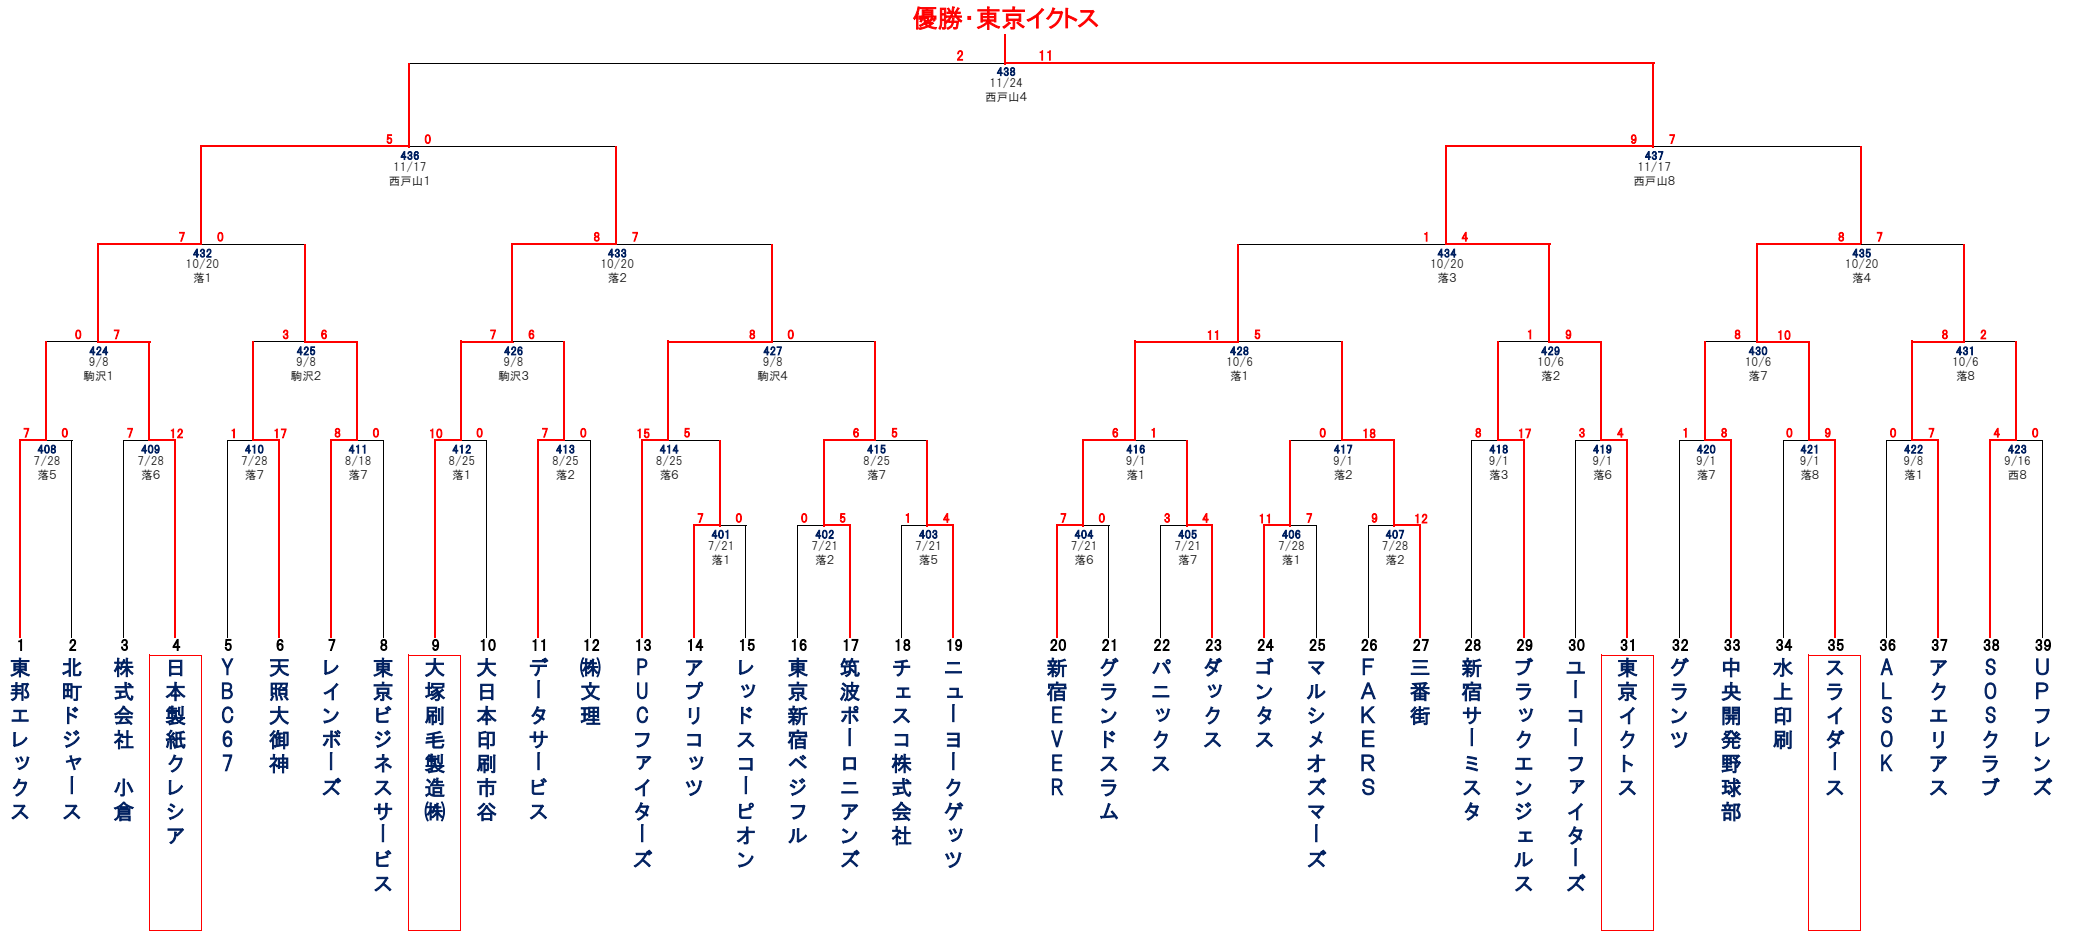 優勝・東京イクトス
2 11
438
11/24
西戸山4
5 0
436
11/17
西戸山1
9 7
437
11/17
西戸山8
7 0
432
10/20
落1
8 7
433
10/20
落2
1 4
434
10/20
落3
8 7
435
10/20
落4
0 7
424
9/8
駒沢1
3 6
425
9/8
駒沢2
7 6
426
9/8
駒沢3
8 0
427
9/8
駒沢4
11 5
428
10/6
落1
1 9
429
10/6
落2
8 10
430
10/6
落7
8 2
431
10/6
落8
7 0
408
7/28
落5
7 12
409
7/28
落6
1 17
410
7/28
落7
8 0
411
8/18
落7
10 0
412
8/25
落1
7 0
413
8/25
落2
15 5
414
8/25
落6
6 5
415
8/25
落7
6 1
416
9/1
落1
0 18
417
9/1
落2
8 17
418
9/1
落3
3 4
419
9/1
落6
1 8
420
9/1
落7
0 9
421
9/1
落8
0 7
422
9/8
落1
4 0
423
9/16
西8
7 0
401
7/21
落1
0 5
402
7/21
落2
1 4
403
7/21
落5
7 0
404
7/21
落6
3 4
405
7/21
落7
11 7
406
7/28
落1
9 12
407
7/28
落2
1
東邦エレックス
2
北町ドジャース
3
株式会社　小倉
4
日本製紙クレシア
5
YBC67
6
天照大御神
7
レインボーズ
8
東京ビジネスサービス
9
大塚刷毛製造㈱
10
大日本印刷市谷
11
データサービス
12
㈱文理
13
PUCファイターズ
14
アプリコッツ
15
レッドスコーピオン
16
東京新宿ベジフル
17
筑波ポーロニアンズ
18
チェスコ株式会社
19
ニューヨークゲッツ
20
新宿EVER
21
グランドスラム
22
パニックス
23
ダックス
24
ゴンタス
25
マルシメオズマーズ
26
FAKERS
27
三番街
28
新宿サーミスタ
29
ブラックエンジェルス
30
ユーコーファイターズ
31
東京イクトス
32
グランツ
33
中央開発野球部
34
水上印刷
35
スライダース
36
ALSOK
37
アクエリアス
38
SOSクラブ
39
UPフレンズ